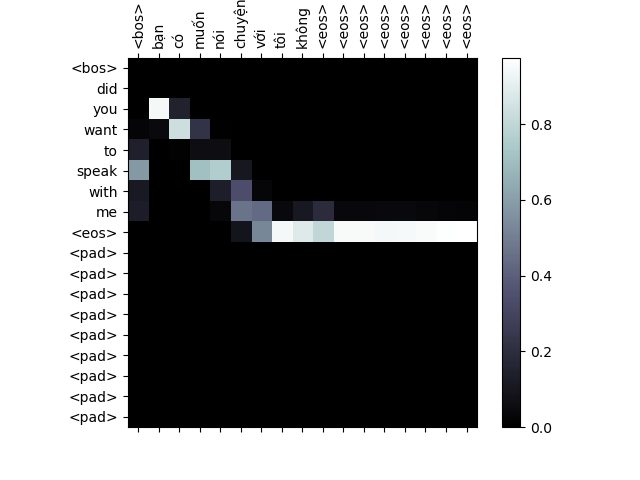 <bos> bạn có muốn nói chuyện với tôi không <eos> <eos> <eos> <eos> <eos> <eos> <eos> <eos>
<bos>
did
you
want
to
speak
with
me
<eos>
<pad>
<pad>
<pad>
<pad>
<pad>
<pad>
<pad>
<pad>
<pad>
0.8
0.6
0.4
0.2
0.0